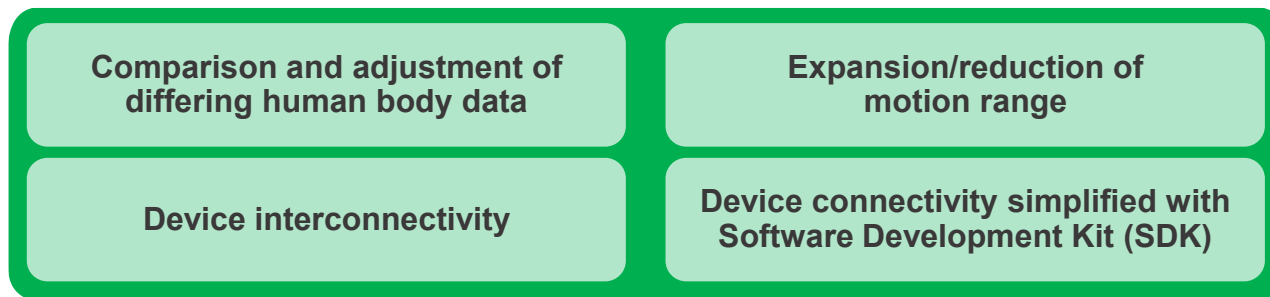 Comparison and adjustment of
differing human body data
Expansion/reduction of
motion range
Device interconnectivity
Device connectivity simplified with
Software Development Kit (SDK)